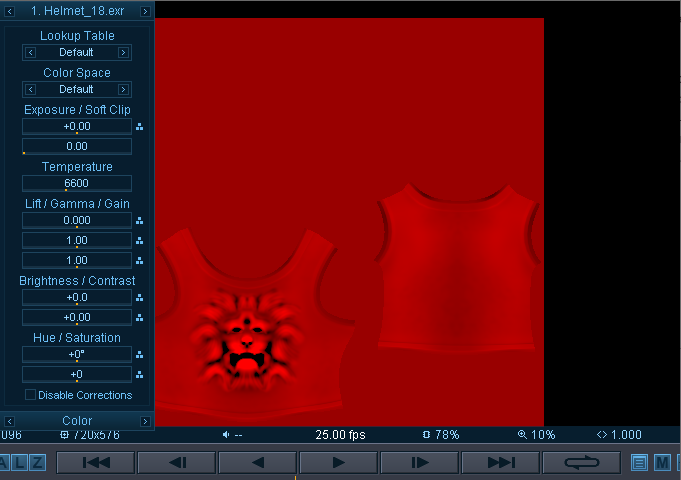 1. Helmet_18.exr
Lookup Table
Default
Color Space
Default
Exposure / Soft Clip
+0.00
0.00
Temperature
6600
Lift / Gamma / Gain
0.000
1.00
1.00
Brightness / Contrast
+0.0
+0.00
Hue / Saturation
+0°
+0
Disable Corrections
Color
096 720x576 -- 25.00 fps 78% 10% 1.000
A L Z M